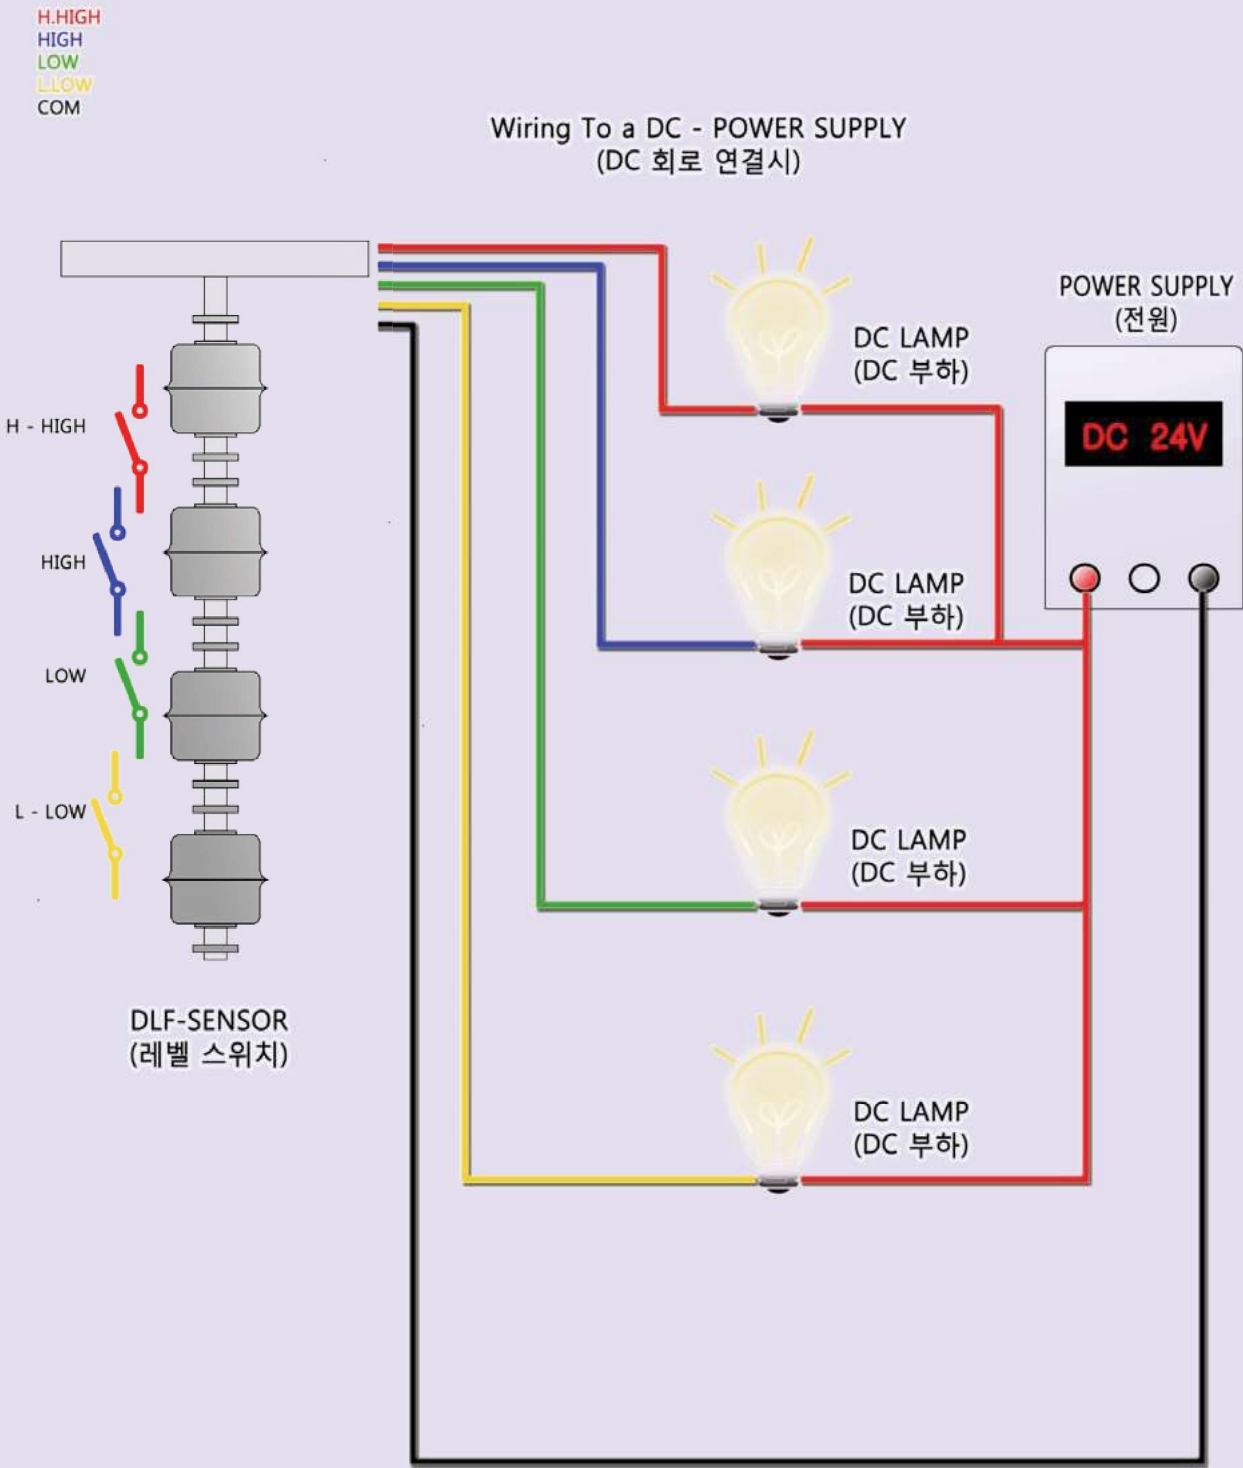 H.HIGH
HIGH
LOW
L.LOW
COM
Wiring To a DC - POWER SUPPLY
(DC 회로 연결시)
POWER SUPPLY
(전원)
DC 24V
DC LAMP
(DC 부하)
H - HIGH
HIGH
DC LAMP
(DC 부하)
LOW
L - LOW
DC LAMP
(DC 부하)
DLF-SENSOR
(레벨 스위치)
DC LAMP
(DC 부하)